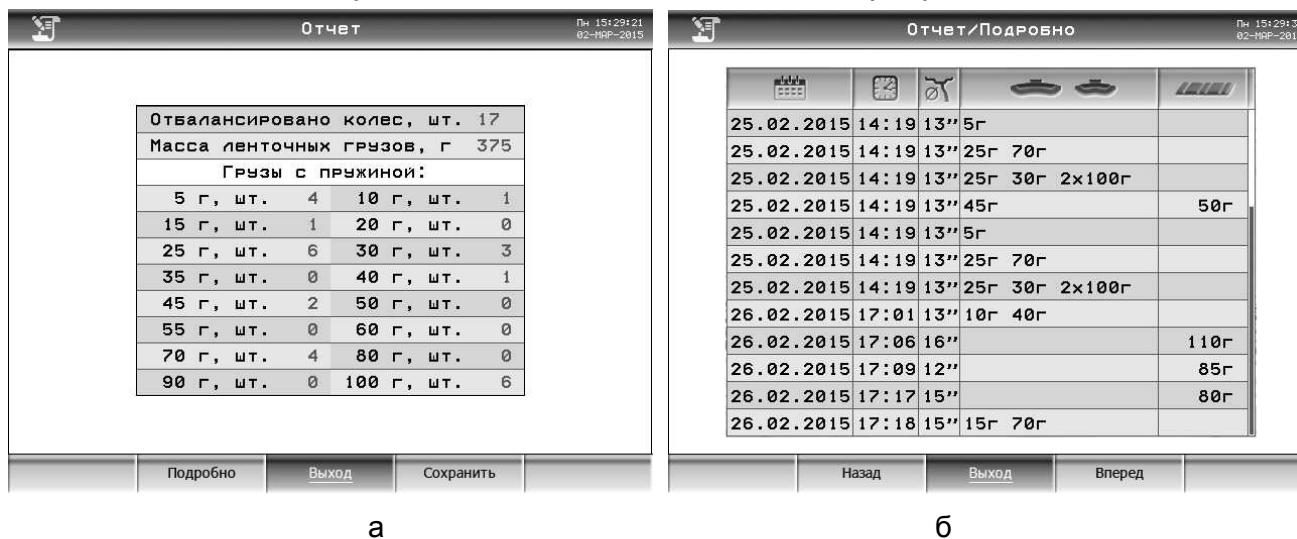 Отчет
Пн 15:29:21
02-МАР-2015
Отбалансировано колес, шт. 17
Масса ленточных грузов, г 375
Грузы с пружиной:
5 г, шт. 4 10 г, шт. 1
15 г, шт. 1 20 г, шт. 0
25 г, шт. 6 30 г, шт. 3
35 г, шт. 0 40 г, шт. 1
45 г, шт. 2 50 г, шт. 0
55 г, шт. 0 60 г, шт. 0
70 г, шт. 4 80 г, шт. 0
90 г, шт. 0 100 г, шт. 6
Подробно Выход Сохранить
а
Отчет/Подробно
Пн 15:29:3
02-МАР-201
25.02.2015 14:19 13" 5г
25.02.2015 14:19 13" 25г 70г
25.02.2015 14:19 13" 25г 30г 2x100г
25.02.2015 14:19 13" 45г 50г
25.02.2015 14:19 13" 5г
25.02.2015 14:19 13" 25г 70г
25.02.2015 14:19 13" 25г 30г 2x100г
26.02.2015 17:01 13" 10г 40г
26.02.2015 17:06 16" 110г
26.02.2015 17:09 12" 85г
26.02.2015 17:17 15" 80г
26.02.2015 17:18 15" 15г 70г
Назад Выход Вперед
б